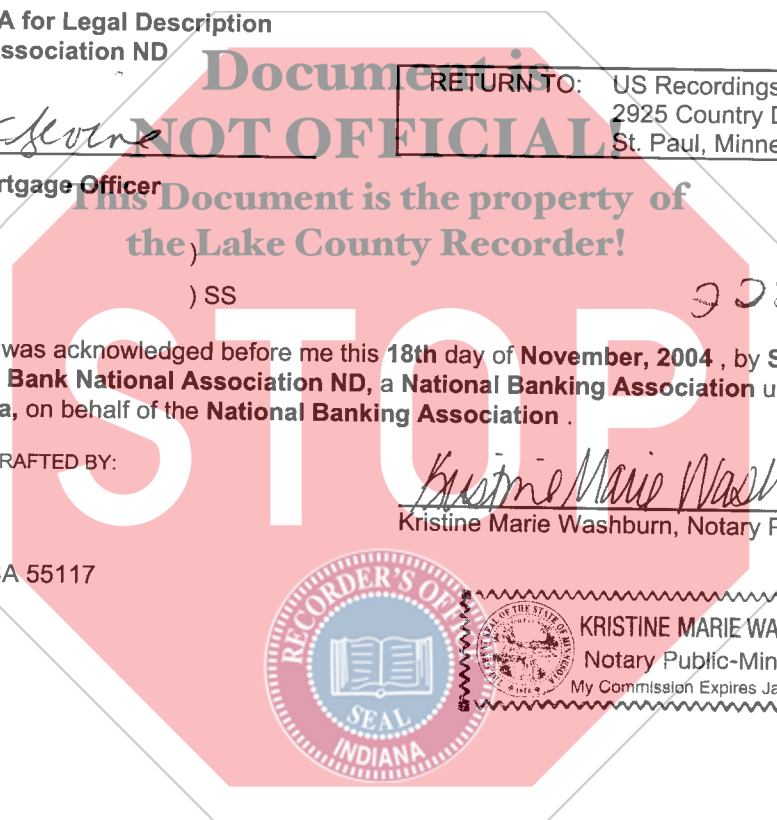 A for Legal Description
ssociation ND
Document is
NOT OFFICIAL!
This Document is the property of
the Lake County Recorder!
RETURN TO: US Recordings
2925 Country D
St. Paul, Minne
rtgage Officer
)
) SS
STOP
was acknowledged before me this 18th day of November, 2004 , by S
Bank National Association ND, a National Banking Association u
a, on behalf of the National Banking Association .
RAFTED BY:
Kristine Marie Wash
Kristine Marie Washburn, Notary P
A 55117
RECORDER'S OFFICE
SEAL
INDIANA
KRISTINE MARIE WA
Notary Public-Min
My Commission Expires Ja